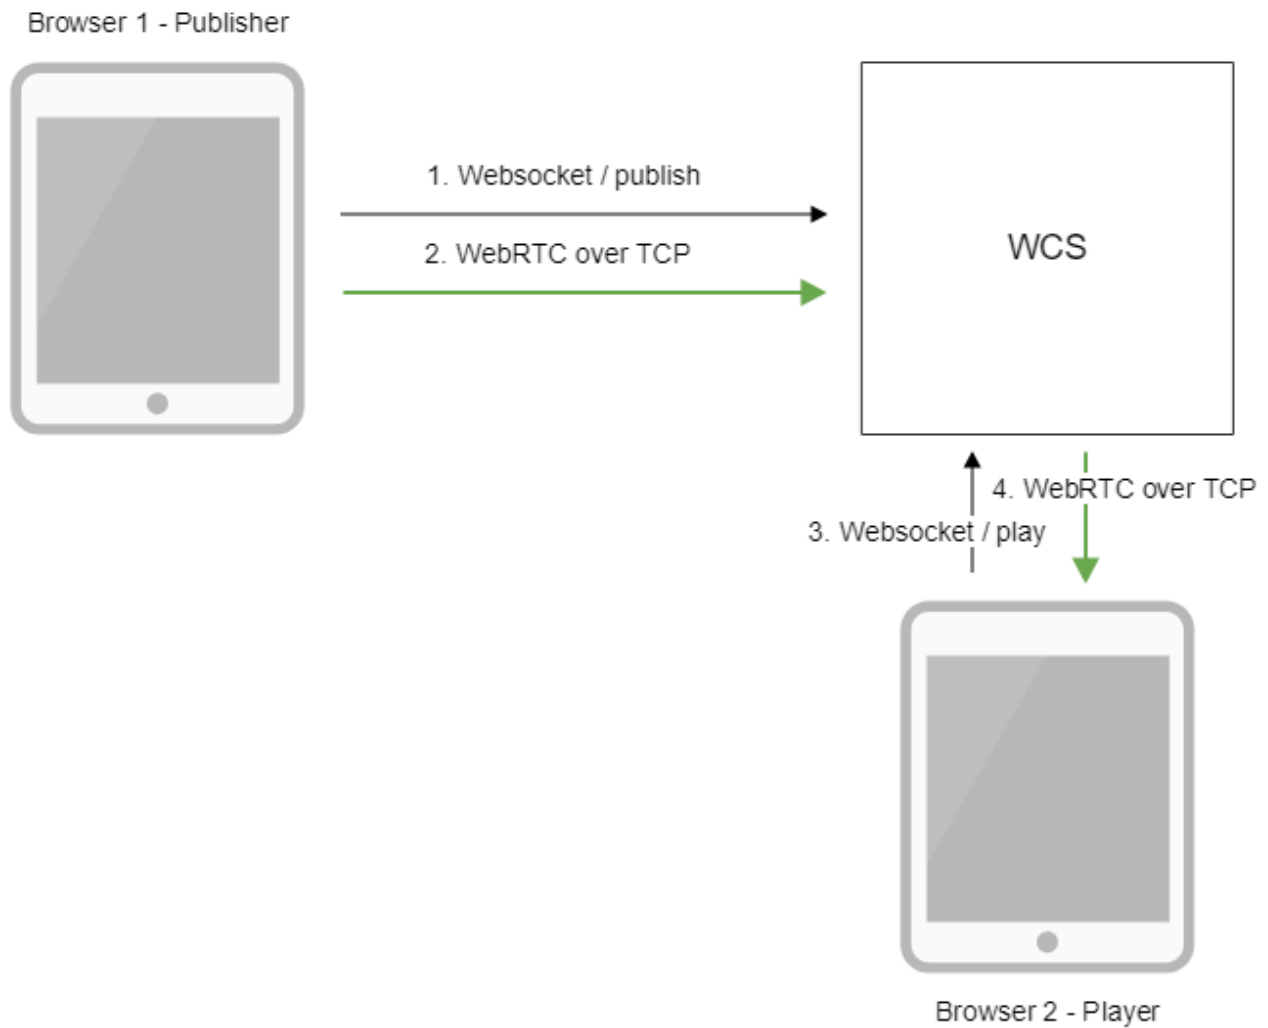 Browser 1 - Publisher
1. Websocket / publish
2. WebRTC over TCP
WCS
4. WebRTC over TCP
3. Websocket / play
Browser 2 - Player